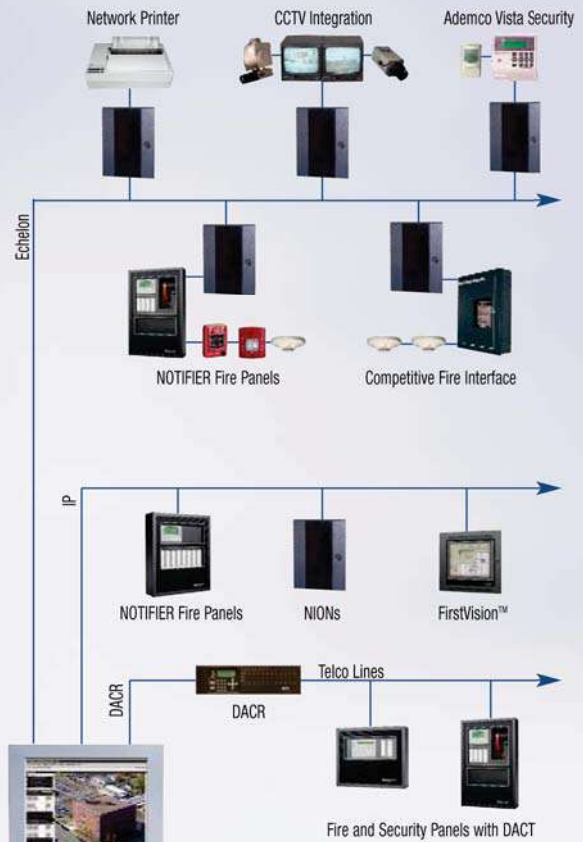 Network Printer
CCTV Integration
Ademco Vista Security
Echelon
NOTIFIER Fire Panels
Competitive Fire Interface
IP
NOTIFIER Fire Panels
NIONs
FirstVision™
DACR
Telco Lines
DACR
Fire and Security Panels with DACT